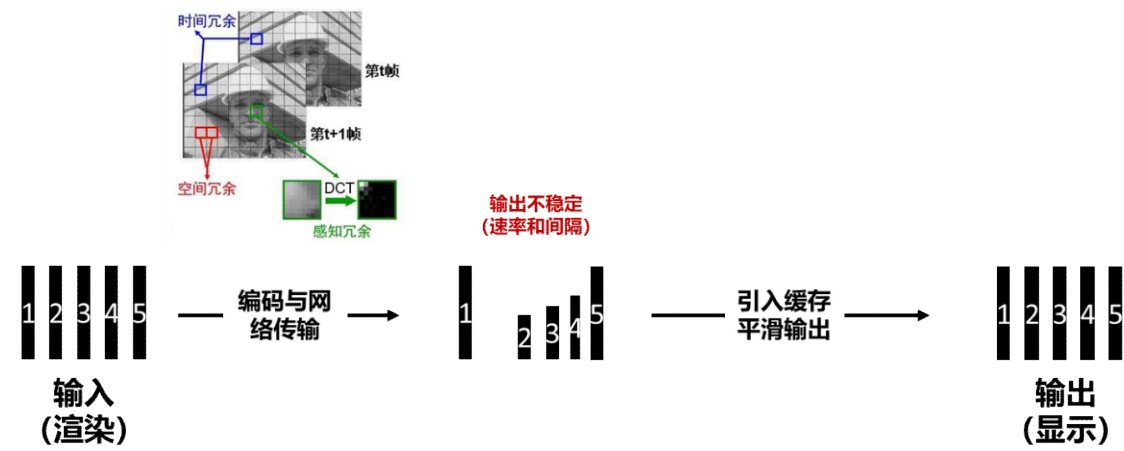 时间冗余
第t帧
第t+1帧
空间冗余
DCT
感知冗余
输出不稳定
（速率和间隔）
1 2 3 4 5
编码与网
络传输
1 2 3 4 5
引入缓存
平滑输出
1 2 3 4 5
输入
（渲染）
输出
（显示）